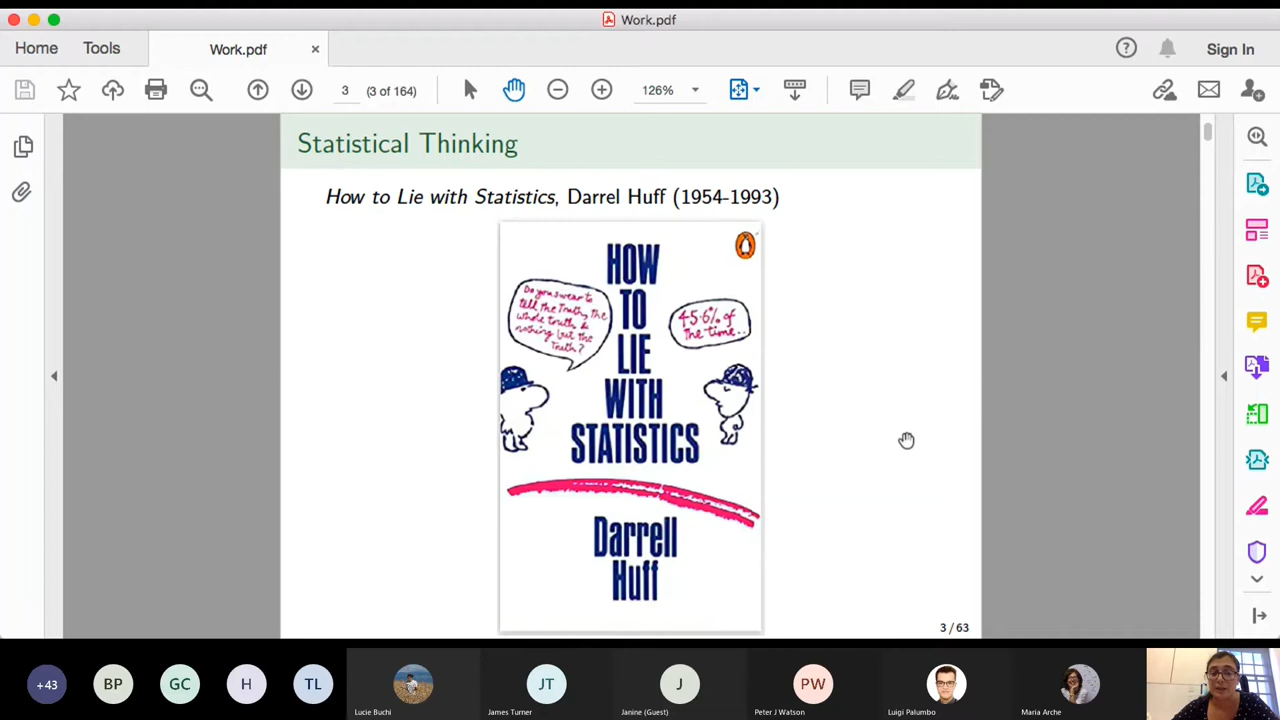 Work.pdf
Home
Tools
Work.pdf
×
?
Sign In
3
(3 of 164)
126%
Statistical Thinking
How to Lie with Statistics, Darrel Huff (1954-1993)
HOW
TO
LIE
WITH
STATISTICS
Do you swear to
tell the Truth, the
whole truth &
nothing but the
Truth?
45.6% of
The time..
Darrell
Huff
3 / 63
+43
BP
GC
H
TL
Lucie Buchi
JT
James Turner
J
Janine (Guest)
PW
Peter J Watson
Luigi Palumbo
Maria Arche